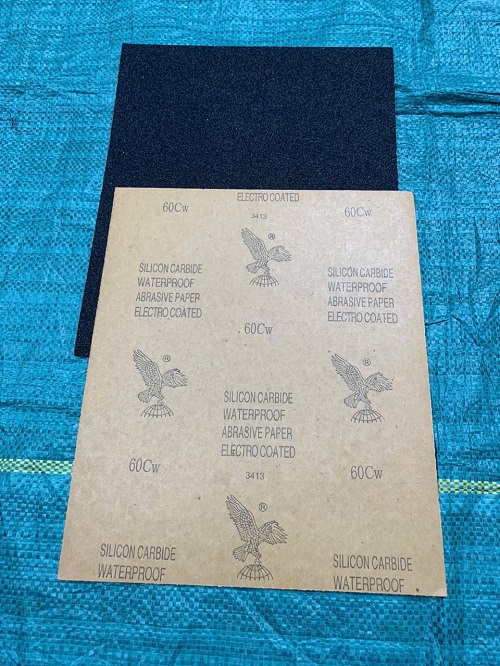 ELECTRO COATED
60Cw
3413
60Cw
®
SILICON CARBIDE
WATERPROOF
ABRASIVE PAPER
ELECTRO COATED
SILICON CARBIDE
WATERPROOF
ABRASIVE PAPER
ELECTRO COATED
60Cw
®
®
SILICON CARBIDE
WATERPROOF
ABRASIVE PAPER
ELECTRO COATED
60Cw
3413
60Cw
®
SILICON CARBIDE
WATERPROOF
SILICON CARBIDE
WATERPROOF